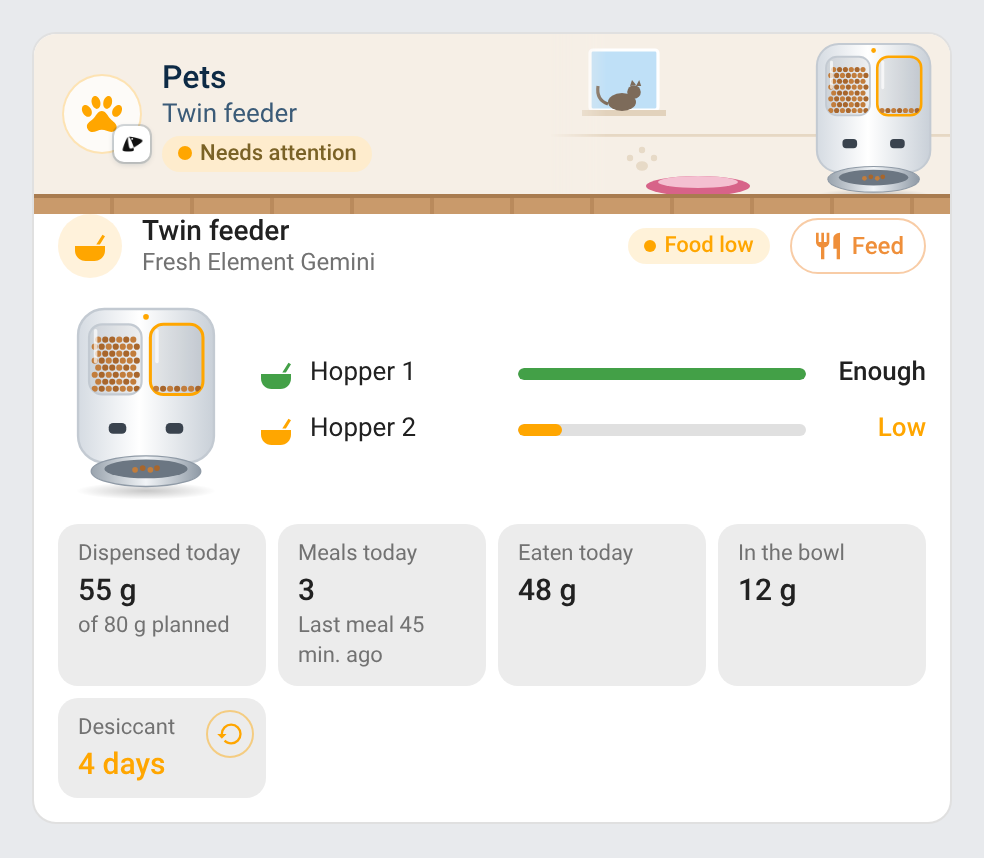 Pets
Twin feeder
Needs attention
Twin feeder
Fresh Element Gemini
Food low
Feed
Hopper 1
Enough
Hopper 2
Low
Dispensed today
55 g
of 80 g planned
Meals today
3
Last meal 45
min. ago
Eaten today
48 g
In the bowl
12 g
Desiccant
4 days